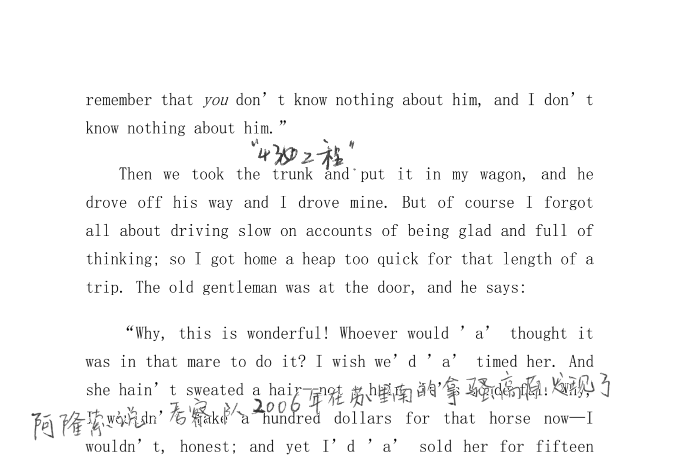 remember that you don't know nothing about him, and I don't
know nothing about him.”
“4350工程”
Then we took the trunk and put it in my wagon, and he
drove off his way and I drove mine. But of course I forgot
all about driving slow on accounts of being glad and full of
thinking; so I got home a heap too quick for that length of a
trip. The old gentleman was at the door, and he says:
“Why, this is wonderful! Whoever would 'a' thought it
was in that mare to do it? I wish we'd 'a' timed her. And
she hain't sweated a hair—not a hair. It's wonderful. Why,
阿隆索说 考察队2006年在苏里南的拿骚高原发现了
I wouldn't take a hundred dollars for that horse now—I
wouldn't, honest; and yet I'd 'a' sold her for fifteen